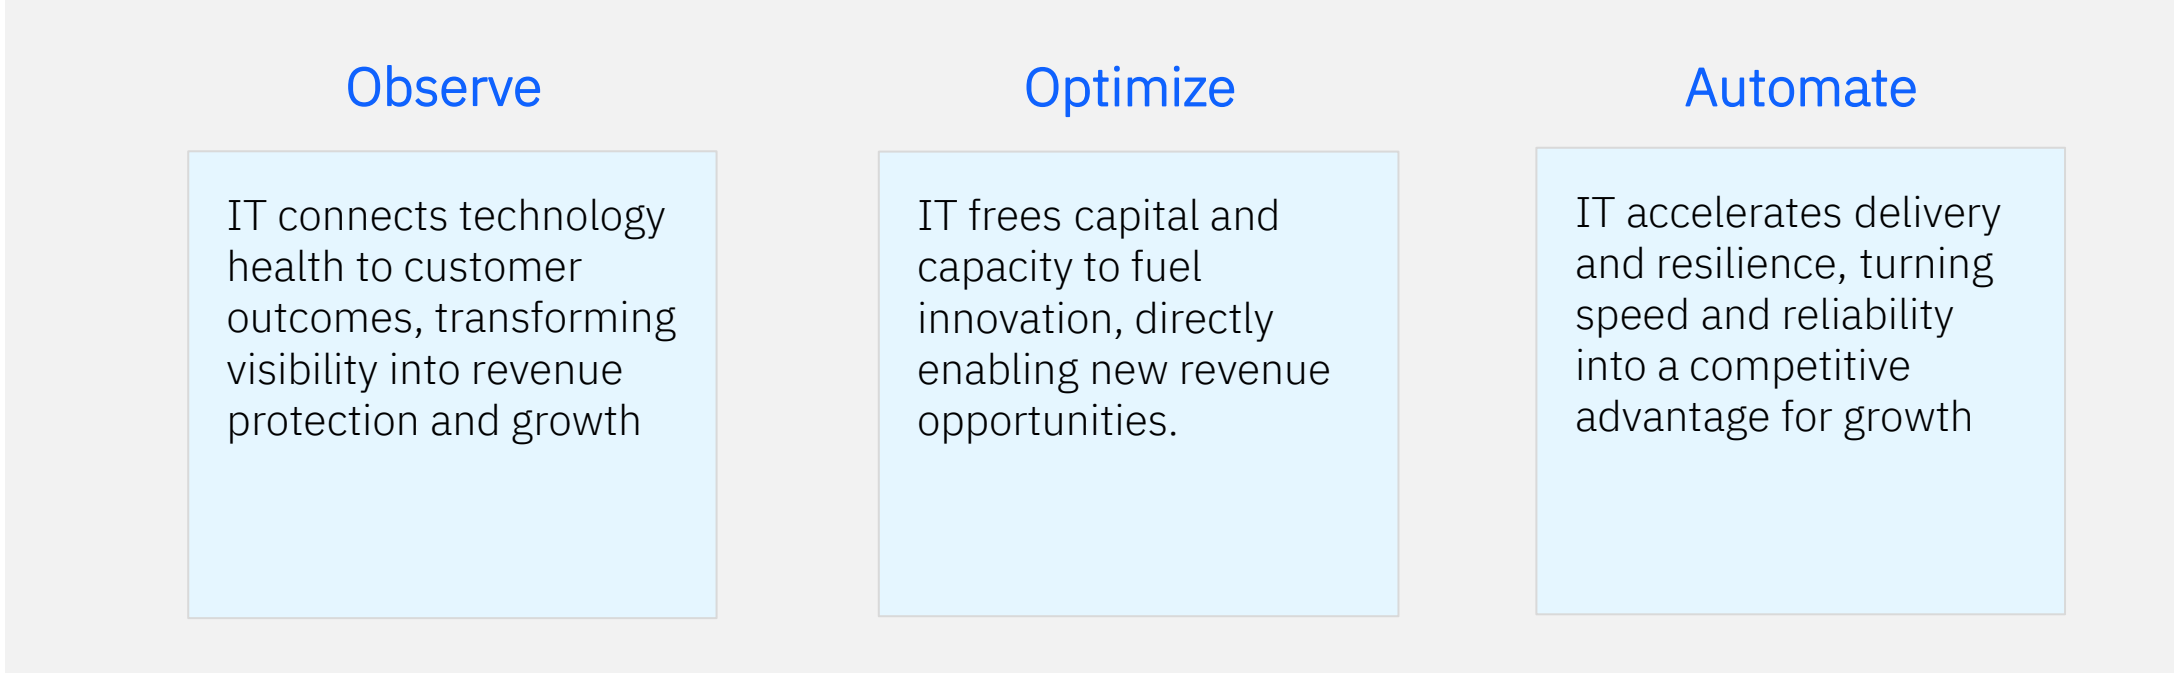 Observe
IT connects technology
health to customer
outcomes, transforming
visibility into revenue
protection and growth
Optimize
IT frees capital and
capacity to fuel
innovation, directly
enabling new revenue
opportunities.
Automate
IT accelerates delivery
and resilience, turning
speed and reliability
into a competitive
advantage for growth